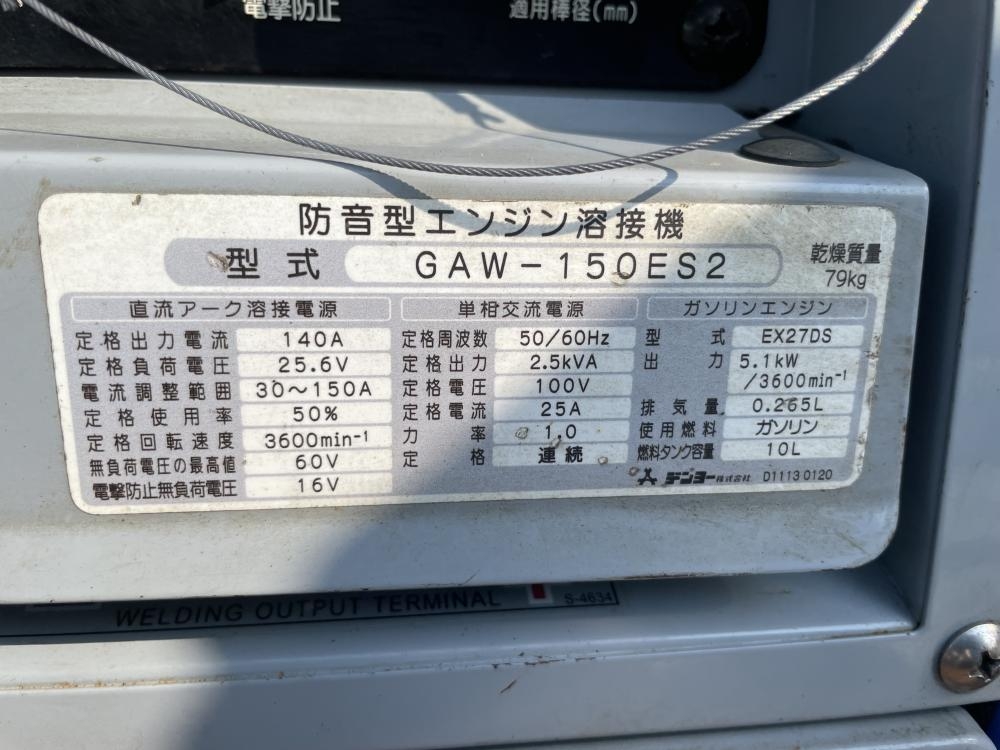 電撃防止
適用棒径(mm)
防音型エンジン溶接機
型式 GAW-150ES2
乾燥質量
79kg
直流アーク溶接電源
定格出力電流 140A
定格負荷電圧 25.6V
電流調整範囲 30～150A
定格使用率 50%
定格回転速度 3600min-1
無負荷電圧の最高値 60V
電撃防止無負荷電圧 16V
単相交流電源
定格周波数 50/60Hz
定格出力 2.5kVA
定格電圧 100V
定格電流 25A
力率 1.0
定格 連続
ガソリンエンジン
型式 EX27DS
出力 5.1kW
/3600min-1
排気量 0.265L
使用燃料 ガソリン
燃料タンク容量 10L
デンヨー株式会社 D1113 0120
WELDING OUTPUT TERMINAL
S-4634